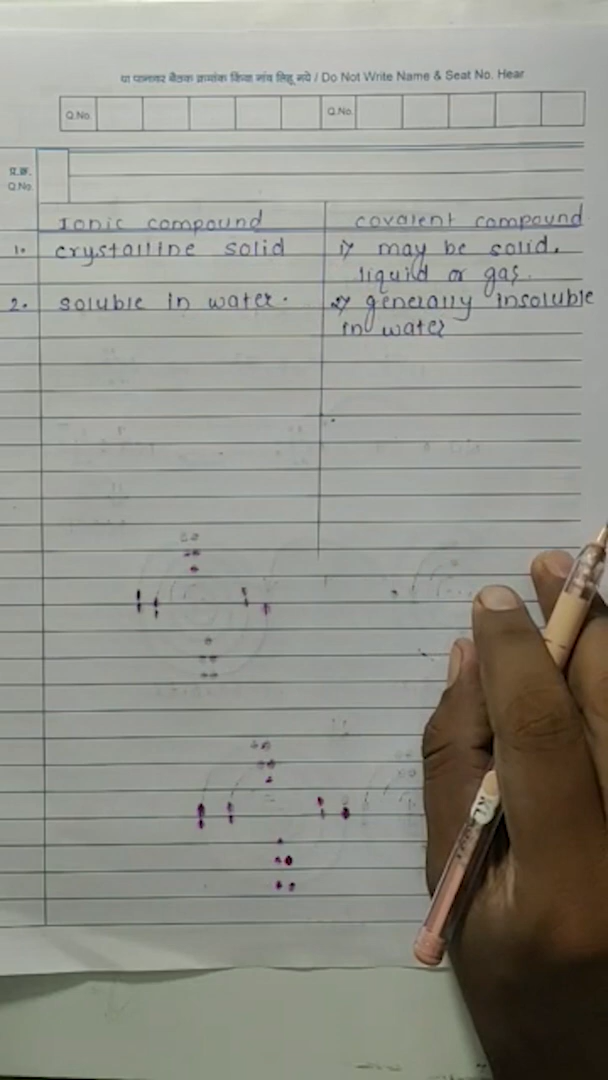 या पानावर बैठक क्रमांक किंवा नांव लिहू नये / Do Not Write Name & Seat No. Hear
Q.No. Q.No.
प्र.क्र.
Q.No.
Ionic compound covalent compound
1. crystalline solid 1) may be solid,
liquid or gas.
2. soluble in water. 2) generally insoluble
in water